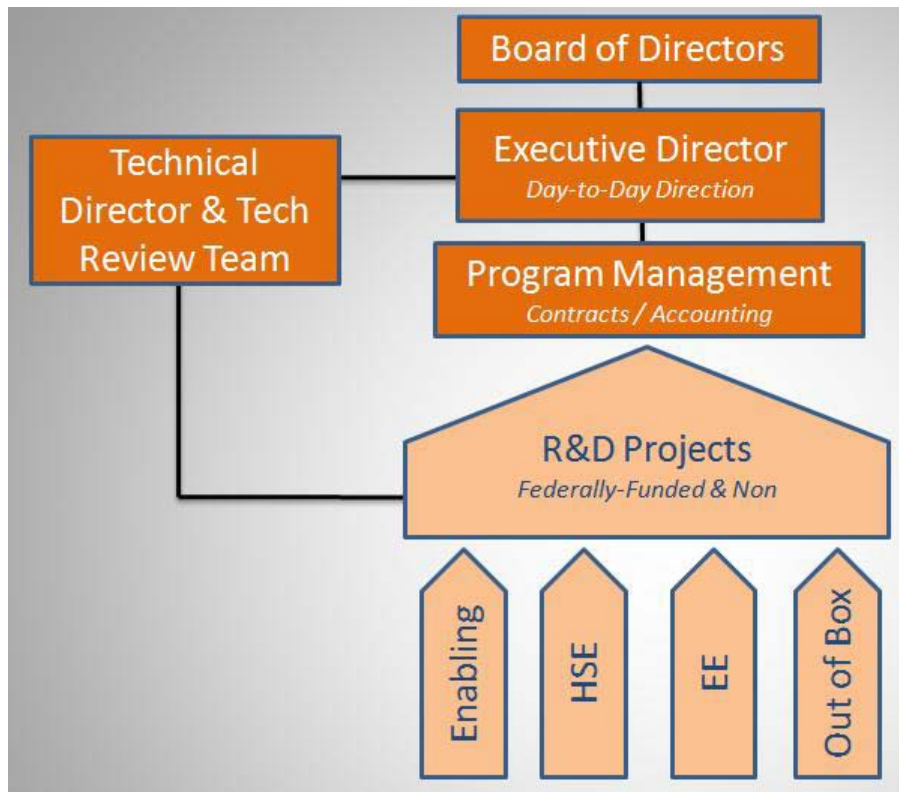 Board of Directors
Executive Director
Day-to-Day Direction
Technical
Director & Tech
Review Team
Program Management
Contracts / Accounting
R&D Projects
Federally-Funded & Non
Enabling
HSE
EE
Out of Box